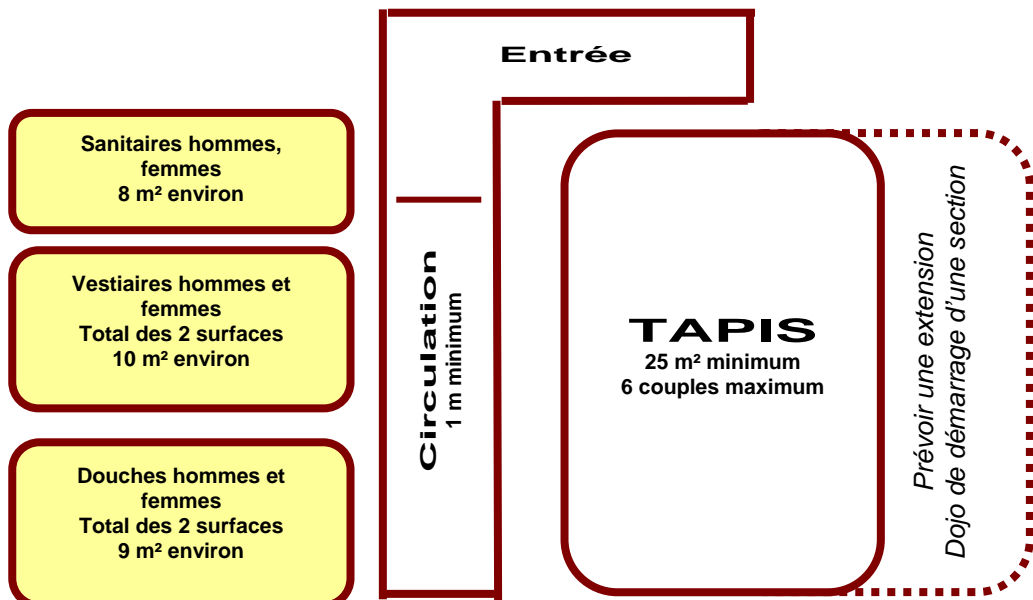 Entrée
Sanitaires hommes,
femmes
8 m² environ
Vestiaires hommes et
femmes
Total des 2 surfaces
10 m² environ
Douches hommes et
femmes
Total des 2 surfaces
9 m² environ
Circulation
1 m minimum
TAPIS
25 m² minimum
6 couples maximum
Prévoir une extension
Dojo de démarrage d'une section